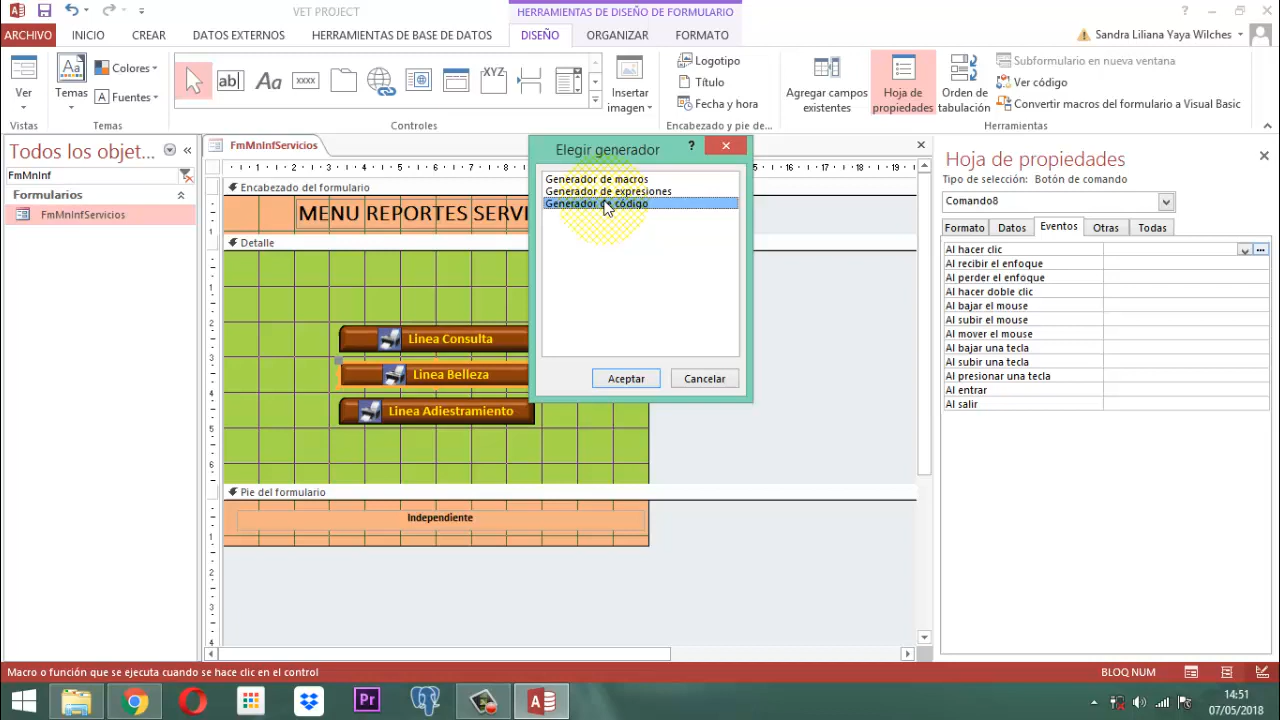 VET PROJECT
HERRAMIENTAS DE DISEÑO DE FORMULARIO
?
ARCHIVO
INICIO
CREAR
DATOS EXTERNOS
HERRAMIENTAS DE BASE DE DATOS
DISEÑO
ORGANIZAR
FORMATO
Sandra Liliana Yaya Wilches
Ver
Temas
Colores
Fuentes
ab|
Aa
xxxx
XYZ
Insertar
imagen
Logotipo
Título
Fecha y hora
Agregar campos
existentes
Hoja de
propiedades
Orden de
tabulación
Subformulario en nueva ventana
Ver código
Convertir macros del formulario a Visual Basic
Vistas
Temas
Controles
Encabezado y pie de...
Herramientas
Todos los objet...
FmMnInf
Formularios
FmMnInfServicios
FmMnInfServicios
Encabezado del formulario
MENU REPORTES SERVI
Detalle
Linea Consulta
Linea Belleza
Linea Adiestramiento
Pie del formulario
Independiente
Elegir generador
?
Generador de macros
Generador de expresiones
Generador de código
Aceptar
Cancelar
Hoja de propiedades
Tipo de selección: Botón de comando
Comando8
Formato
Datos
Eventos
Otras
Todas
Al hacer clic
Al recibir el enfoque
Al perder el enfoque
Al hacer doble clic
Al bajar el mouse
Al subir el mouse
Al mover el mouse
Al bajar una tecla
Al subir una tecla
Al presionar una tecla
Al entrar
Al salir
Macro o función que se ejecuta cuando se hace clic en el control
BLOQ NUM
Pr
14:51
07/05/2018